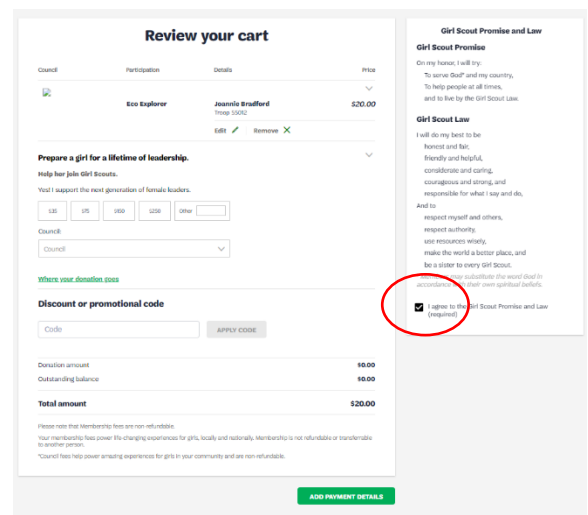 Review your cart
Council Participation Details Price
Eco Explorer Joannie Bradford $20.00
Troop 55012
Edit Remove
Prepare a girl for a lifetime of leadership.
Help her join Girl Scouts.
Yes! I support the next generation of female leaders.
$35 $75 $150 $250 Other
Council:
Council
Where your donation goes
Discount or promotional code
Code APPLY CODE
Donation amount $0.00
Outstanding balance $0.00
Total amount $20.00
Please note that Membership fees are non-refundable.
Your membership fees power life-changing experiences for girls, locally and nationally. Membership is not refundable or transferrable
to another person.
*Council fees help power amazing experiences for girls in your community and are non-refundable.
ADD PAYMENT DETAILS
Girl Scout Promise and Law
Girl Scout Promise
On my honor, I will try:
To serve God* and my country,
To help people at all times,
and to live by the Girl Scout Law.
Girl Scout Law
I will do my best to be
honest and fair,
friendly and helpful,
considerate and caring,
courageous and strong, and
responsible for what I say and do,
And to
respect myself and others,
respect authority,
use resources wisely,
make the world a better place, and
be a sister to every Girl Scout.
may substitute the word God in
accordance with their own spiritual beliefs.
I agree to the Girl Scout Promise and Law
(required)